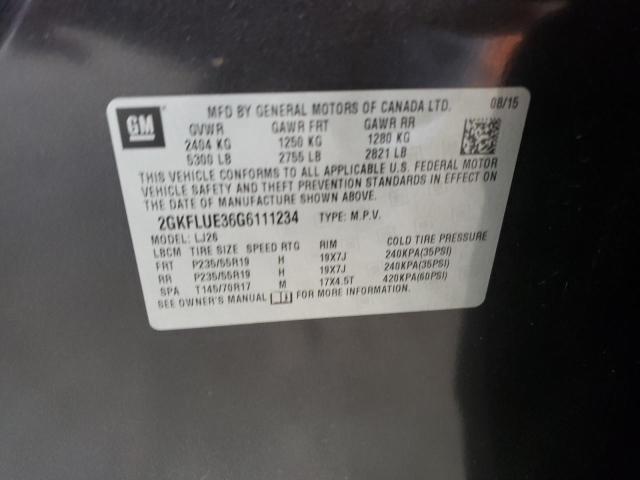 GM
MFD BY GENERAL MOTORS OF CANADA LTD. 08/15
GVWR GAWR FRT GAWR RR
2404 KG 1250 KG 1280 KG
5300 LB 2755 LB 2821 LB
THIS VEHICLE CONFORMS TO ALL APPLICABLE U.S. FEDERAL MOTOR
VEHICLE SAFETY AND THEFT PREVENTION STANDARDS IN EFFECT ON
THE DATE OF MANUFACTURE SHOWN ABOVE.
2GKFLUE36G6111234 TYPE: M.P.V.
MODEL: LJ26
LBCM TIRE SIZE SPEED RTG RIM COLD TIRE PRESSURE
FRT P235/55R19 H 19X7J 240KPA(35PSI)
RR P235/55R19 H 19X7J 240KPA(35PSI)
SPA T145/70R17 M 17X4.5T 420KPA(60PSI)
SEE OWNER'S MANUAL FOR MORE INFORMATION.